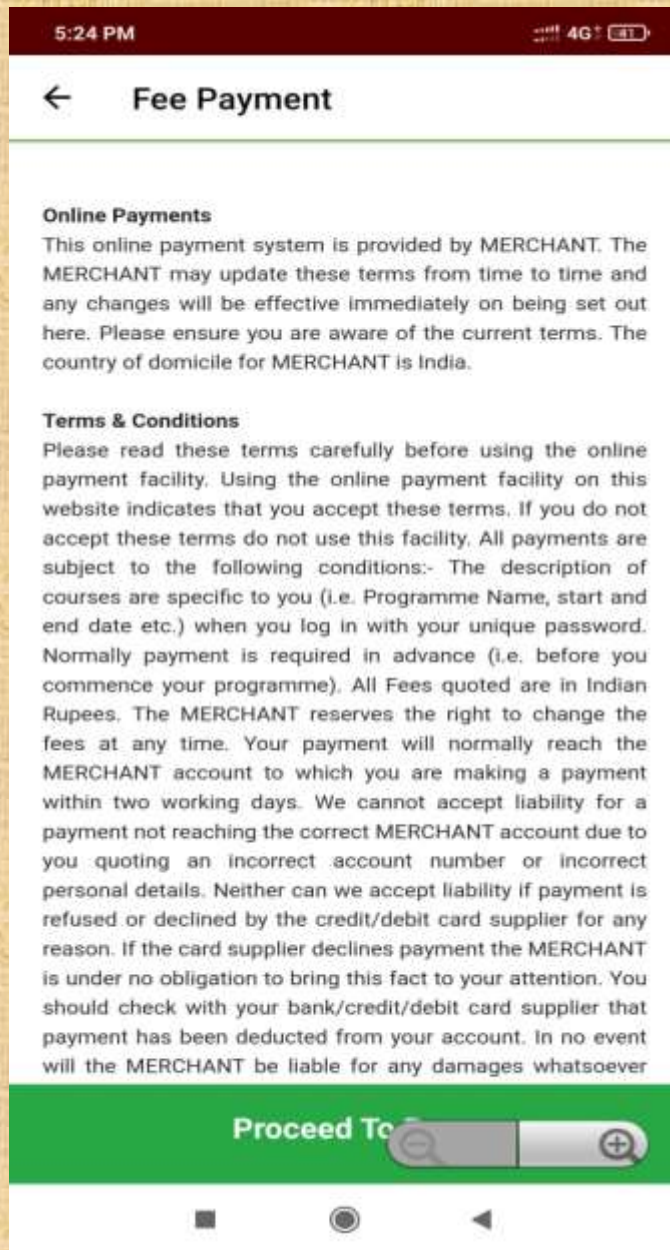 5:24 PM
4G+ 41
Fee Payment
Online Payments
This online payment system is provided by MERCHANT. The
MERCHANT may update these terms from time to time and
any changes will be effective immediately on being set out
here. Please ensure you are aware of the current terms. The
country of domicile for MERCHANT is India.
Terms & Conditions
Please read these terms carefully before using the online
payment facility. Using the online payment facility on this
website indicates that you accept these terms. If you do not
accept these terms do not use this facility. All payments are
subject to the following conditions:- The description of
courses are specific to you (i.e. Programme Name, start and
end date etc.) when you log in with your unique password.
Normally payment is required in advance (i.e. before you
commence your programme). All Fees quoted are in Indian
Rupees. The MERCHANT reserves the right to change the
fees at any time. Your payment will normally reach the
MERCHANT account to which you are making a payment
within two working days. We cannot accept liability for a
payment not reaching the correct MERCHANT account due to
you quoting an incorrect account number or incorrect
personal details. Neither can we accept liability if payment is
refused or declined by the credit/debit card supplier for any
reason. If the card supplier declines payment the MERCHANT
is under no obligation to bring this fact to your attention. You
should check with your bank/credit/debit card supplier that
payment has been deducted from your account. In no event
will the MERCHANT be liable for any damages whatsoever
Proceed To